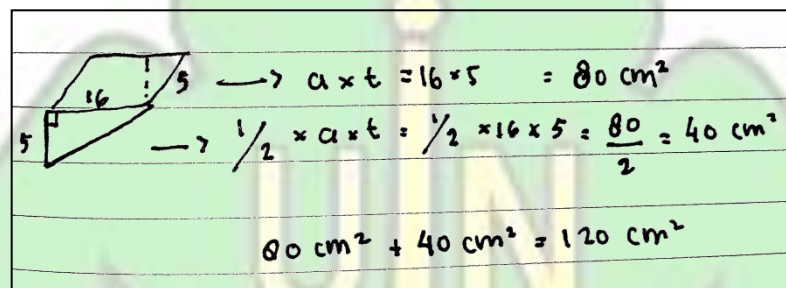 5 → a x t = 16 x 5 = 80 cm²
16
5 → 1/2 x a x t = 1/2 x 16 x 5 = 80/2 = 40 cm²
80 cm² + 40 cm² = 120 cm²
UIN